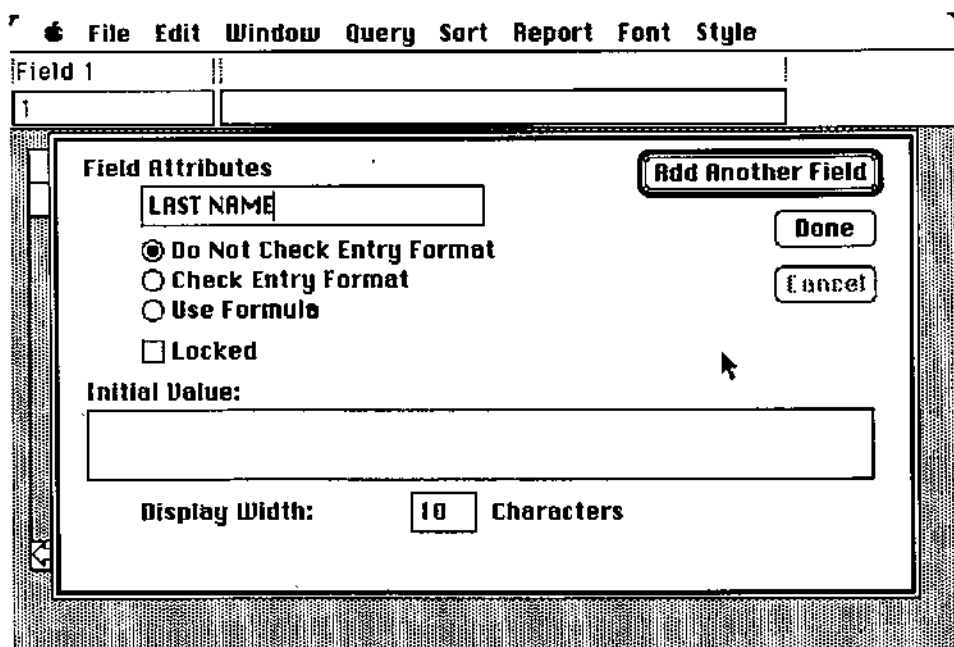 File Edit Window Query Sort Report Font Style
Field 1
1
Field Attributes
Add Another Field
LAST NAME
Done
Do Not Check Entry Format
Check Entry Format
Cancel
Use Formula
Locked
Initial Value:
Display Width: 10 Characters